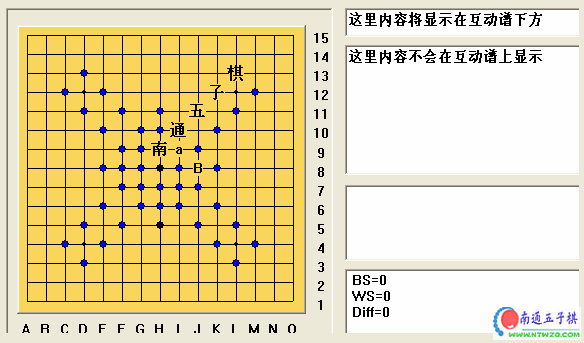 15
14
棋 13
子 12
五 11
通 10
南 a 9
B 8
7
6
5
4
3
2
1
A B C D E F G H I J K L M N O
这里内容将显示在互动谱下方
这里内容不会在互动谱上显示
BS=0
WS=0
Diff=0
南通五子棋
WWW.NTWZQ.COM